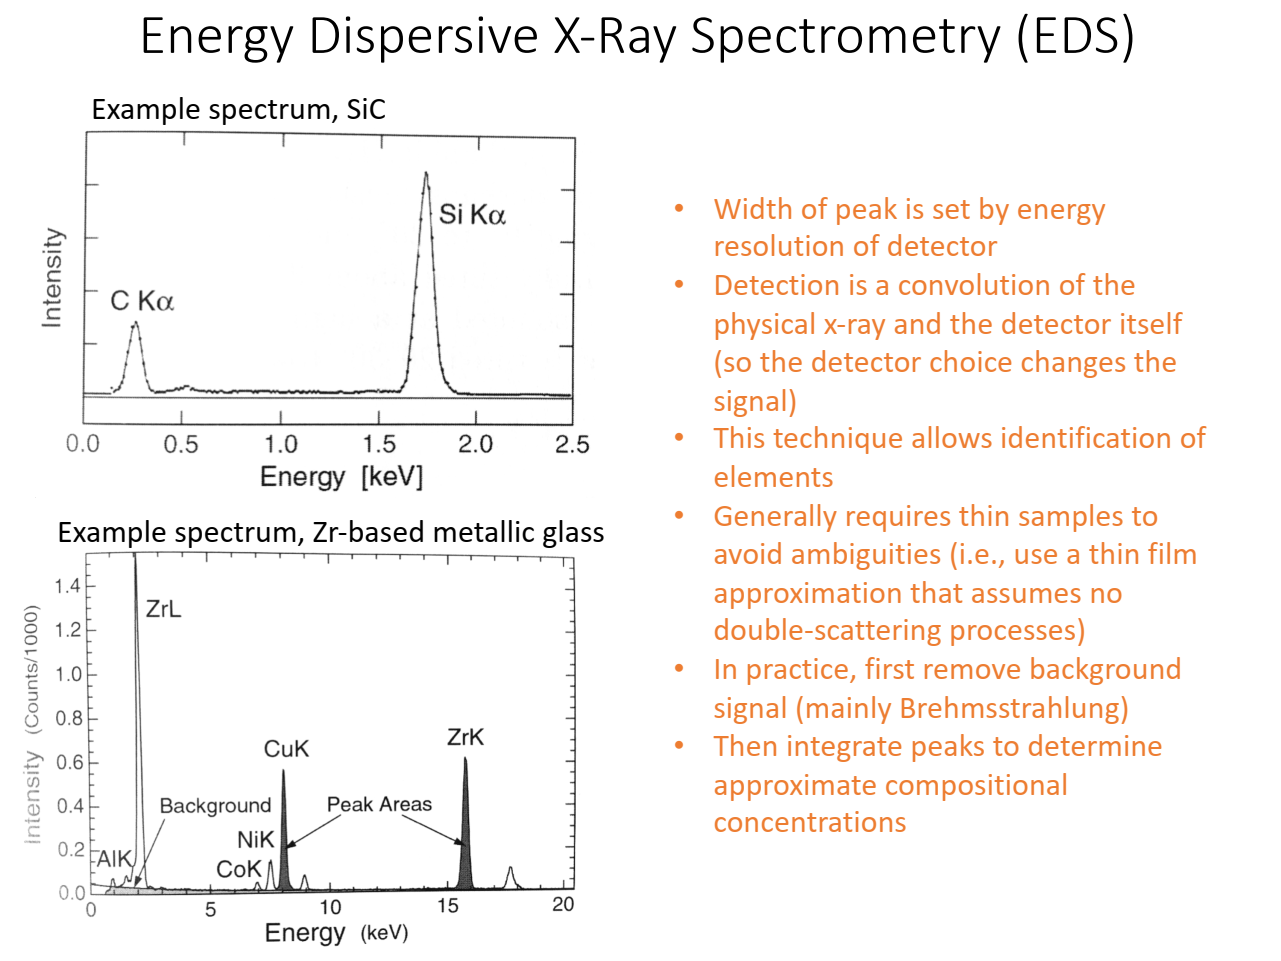 Energy Dispersive X-Ray Spectrometry (EDS)
Example spectrum, SiC
Intensity
C Kα
Si Kα
0.0 0.5 1.0 1.5 2.0 2.5
Energy [keV]
Example spectrum, Zr-based metallic glass
Intensity (Counts/1000)
1.4
1.2
1.0
0.8
0.6
0.4
0.2
0.0
ZrL
CuK
ZrK
Background
Peak Areas
NiK
AlK
CoK
0 5 10 15 20
Energy (keV)
• Width of peak is set by energy
resolution of detector
• Detection is a convolution of the
physical x-ray and the detector itself
(so the detector choice changes the
signal)
• This technique allows identification of
elements
• Generally requires thin samples to
avoid ambiguities (i.e., use a thin film
approximation that assumes no
double-scattering processes)
• In practice, first remove background
signal (mainly Brehmsstrahlung)
• Then integrate peaks to determine
approximate compositional
concentrations